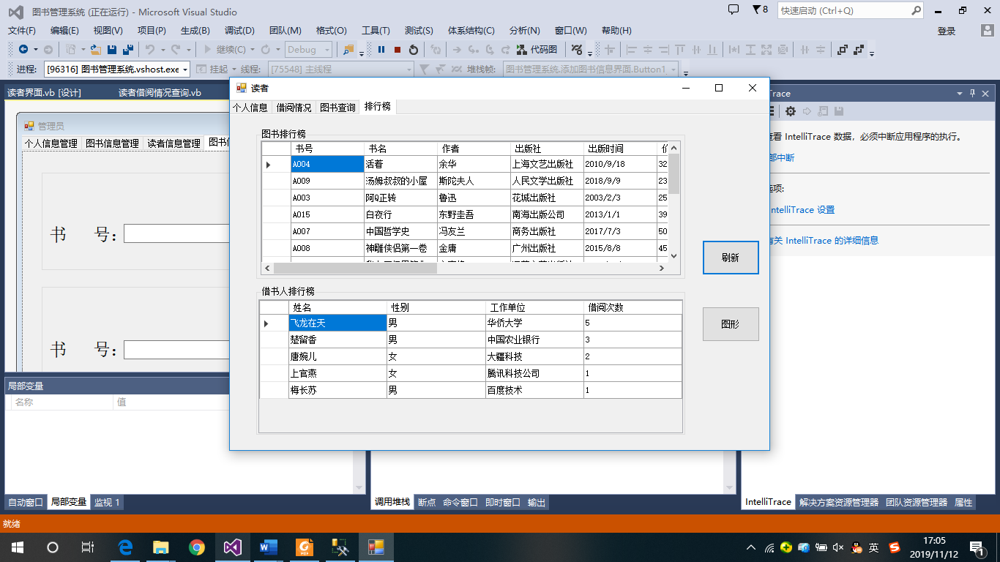 图书管理系统 (正在运行) - Microsoft Visual Studio
8
快速启动 (Ctrl+Q)
文件(F) 编辑(E) 视图(V) 项目(P) 生成(B) 调试(D) 团队(M) 格式(O) 工具(T) 测试(S) 体系结构(C) 分析(N) 窗口(W) 帮助(H)
登录
继续(C) Debug 代码图
进程: [96316] 图书管理系统.vshost.exe 挂起 线程: [75548] 主线程 堆栈帧: 图书管理系统.添加图书信息界面.Button1
读者界面.vb [设计] 读者借阅情况查询.vb
管理员
个人信息管理 图书信息管理 读者信息管理
书 号:
书 号:
读者
个人信息 借阅情况 图书查询 排行榜
图书排行榜
书号 书名 作者 出版社 出版时间
A004 活着 余华 上海文艺出版社 2010/9/18 32
A009 汤姆叔叔的小屋 斯陀夫人 人民文学出版社 2018/9/9 23
A003 阿Q正转 鲁迅 花城出版社 2003/2/3 25
A015 白夜行 东野圭吾 南海出版公司 2013/1/1 39
A007 中国哲学史 冯友兰 商务出版社 2017/7/3 50
A008 神雕侠侣第一卷 金庸 广州出版社 2015/8/8 45
刷新
借书人排行榜
姓名 性别 工作单位 借阅次数
飞龙在天 男 华侨大学 5
楚留香 男 中国农业银行 3
唐婉儿 女 大疆科技 2
上官燕 女 腾讯科技公司 1
梅长苏 男 百度技术 1
图形
Trace
查看 IntelliTrace 数据，必须中断应用程序的执行。
部中断
选项:
IntelliTrace 设置
有关 IntelliTrace 的详细信息
局部变量
名称 值
自动窗口 局部变量 监视 1
调用堆栈 断点 命令窗口 即时窗口 输出
IntelliTrace 解决方案资源管理器 团队资源管理器 属性
就绪
英
17:05
2019/11/12
1